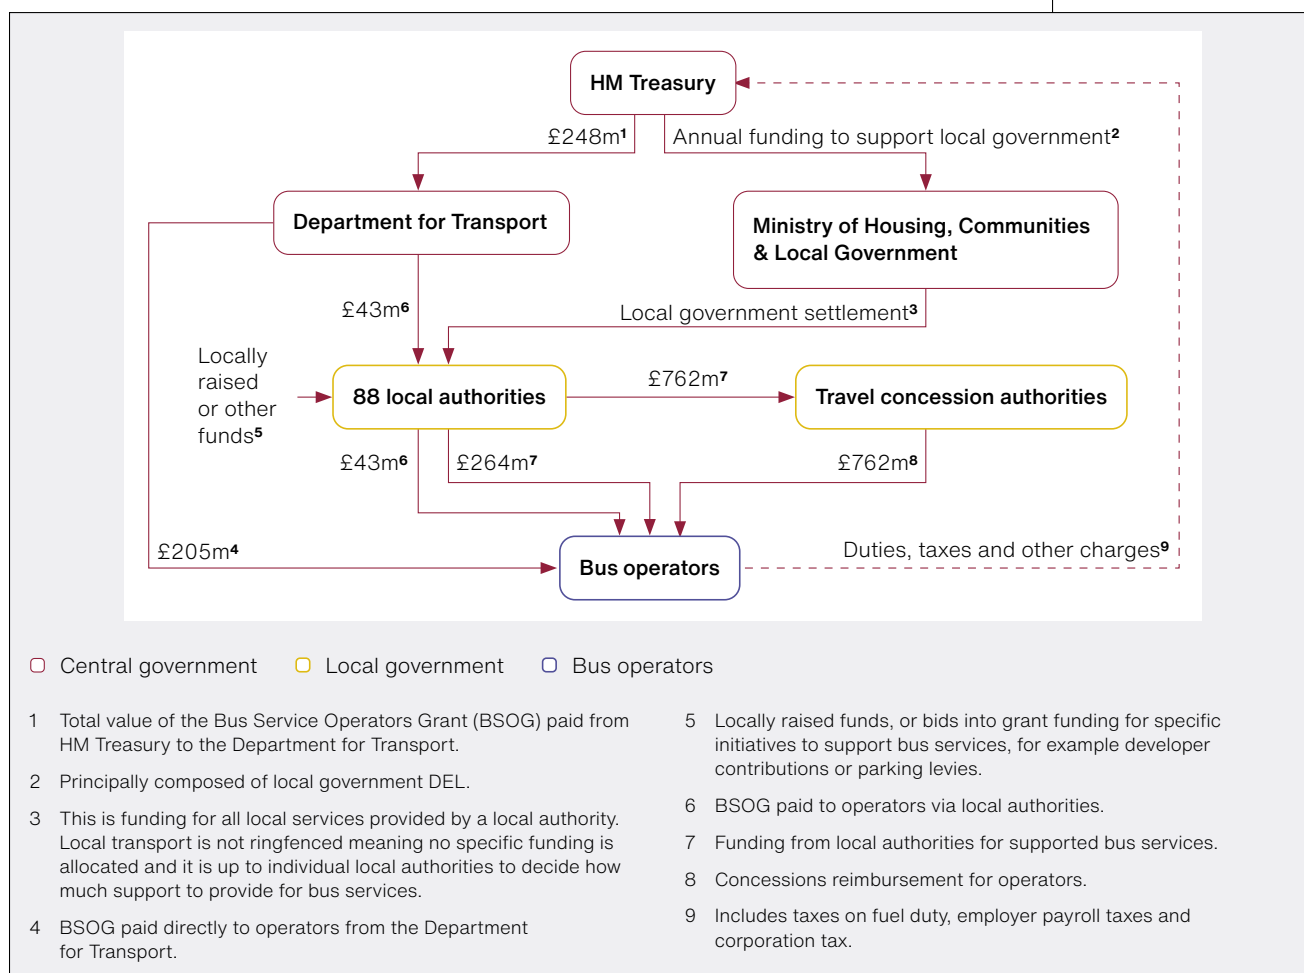 HM Treasury
£248m1
Annual funding to support local government2
Department for Transport
Ministry of Housing, Communities
& Local Government
£43m6
Local government settlement3
Locally
raised
or other
funds5
88 local authorities
£762m7
Travel concession authorities
£43m6
£264m7
£762m8
£205m4
Bus operators
Duties, taxes and other charges9
Central government
Local government
Bus operators
1 Total value of the Bus Service Operators Grant (BSOG) paid from
HM Treasury to the Department for Transport.
2 Principally composed of local government DEL.
3 This is funding for all local services provided by a local authority.
Local transport is not ringfenced meaning no specific funding is
allocated and it is up to individual local authorities to decide how
much support to provide for bus services.
4 BSOG paid directly to operators from the Department
for Transport.
5 Locally raised funds, or bids into grant funding for specific
initiatives to support bus services, for example developer
contributions or parking levies.
6 BSOG paid to operators via local authorities.
7 Funding from local authorities for supported bus services.
8 Concessions reimbursement for operators.
9 Includes taxes on fuel duty, employer payroll taxes and
corporation tax.